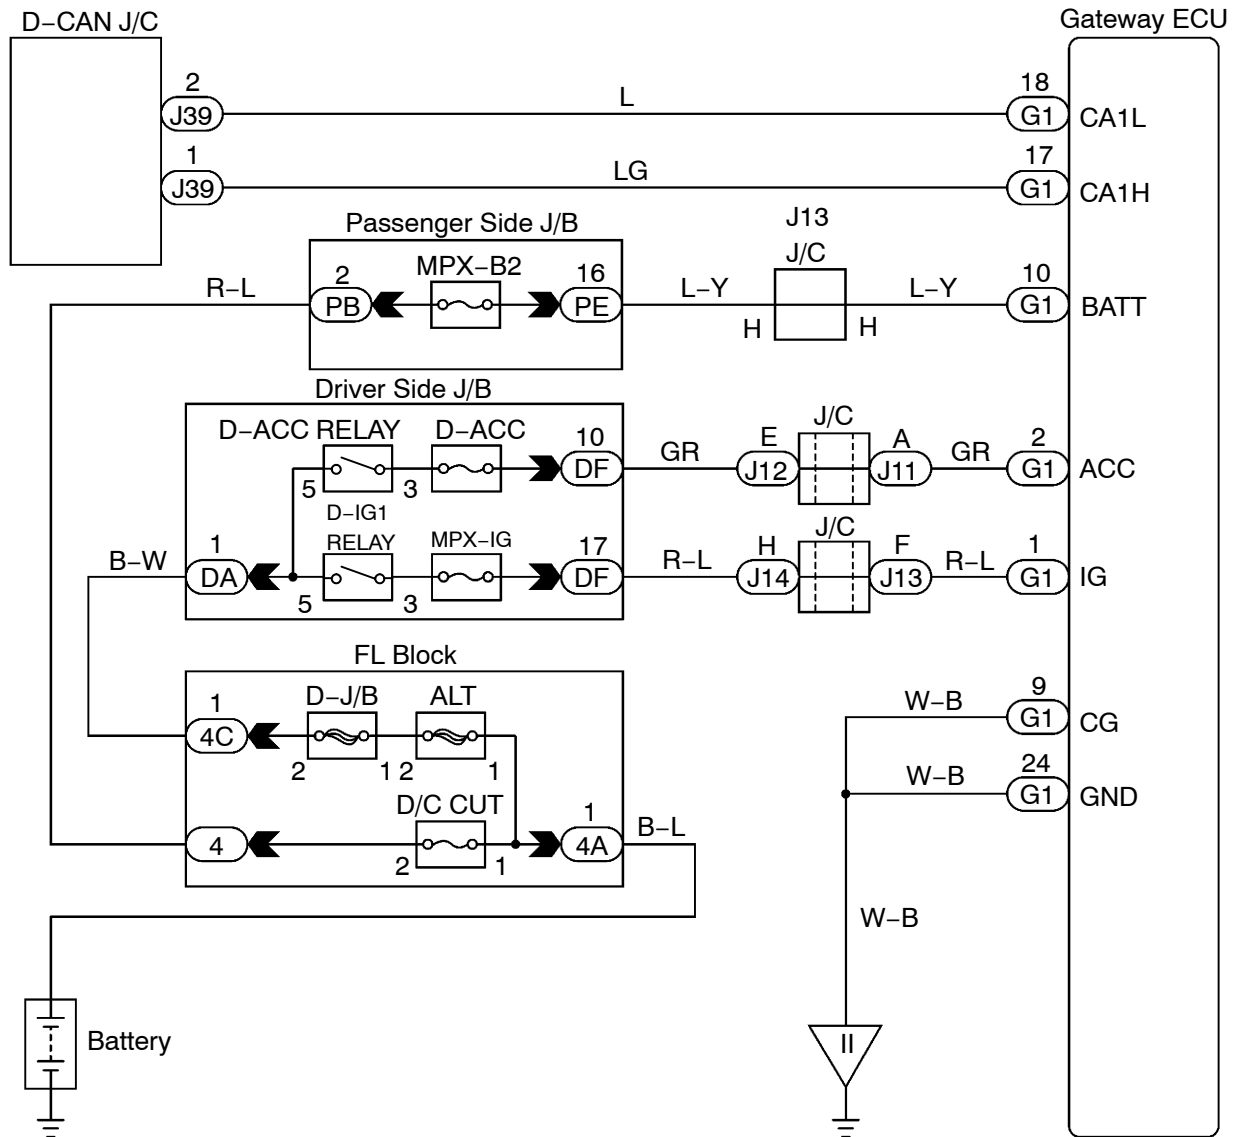 D–CAN J/C
Gateway ECU
2
J39
L
18
G1
CA1L
1
J39
LG
17
G1
CA1H
Passenger Side J/B
J13
J/C
R–L
2
PB
MPX–B2
16
PE
L–Y
H
H
L–Y
10
G1
BATT
Driver Side J/B
D–ACC RELAY
D–ACC
5
3
10
DF
GR
E
J12
J/C
A
J11
GR
2
G1
ACC
B–W
1
DA
D–IG1
RELAY
MPX–IG
5
3
17
DF
R–L
H
J14
J/C
F
J13
R–L
1
G1
IG
FL Block
1
4C
D–J/B
ALT
2
1
2
1
D/C CUT
4
2
1
1
4A
B–L
W–B
9
G1
CG
W–B
24
G1
GND
W–B
II
Battery